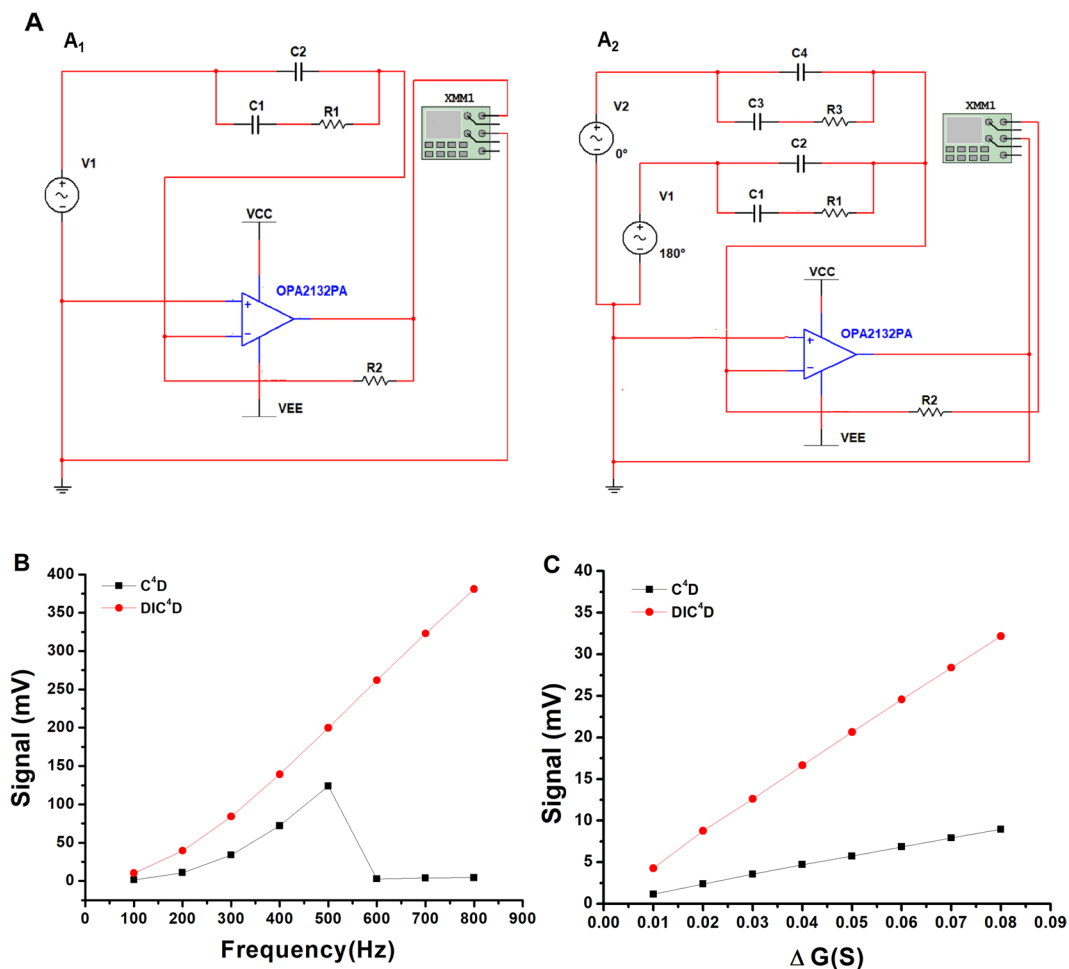 A
A1
C2
C1
R1
XMM1
V1
VCC
OPA2132PA
R2
VEE
A2
C4
C3
R3
XMM1
V2
0°
C2
V1
C1
R1
180°
VCC
OPA2132PA
R2
VEE
B
C⁴D
DIC⁴D
Signal (mV)
400
350
300
250
200
150
100
50
0
0 100 200 300 400 500 600 700 800 900
Frequency(Hz)
C
C⁴D
DIC⁴D
Signal (mV)
40
35
30
25
20
15
10
5
0
0.00 0.01 0.02 0.03 0.04 0.05 0.06 0.07 0.08 0.09
Δ G(S)